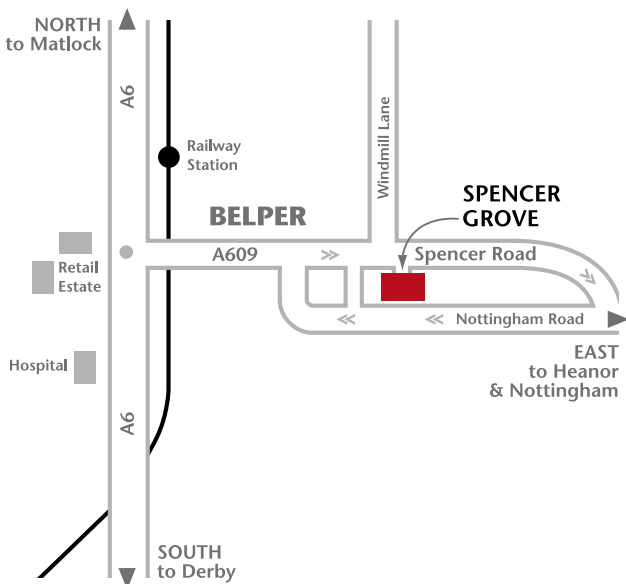 NORTH
to Matlock
A6
Windmill Lane
Railway
Station
SPENCER
GROVE
BELPER
A609
>>
Spencer Road
>>
Retail
Estate
<<
<<
Nottingham Road
EAST
to Heanor
& Nottingham
Hospital
A6
SOUTH
to Derby